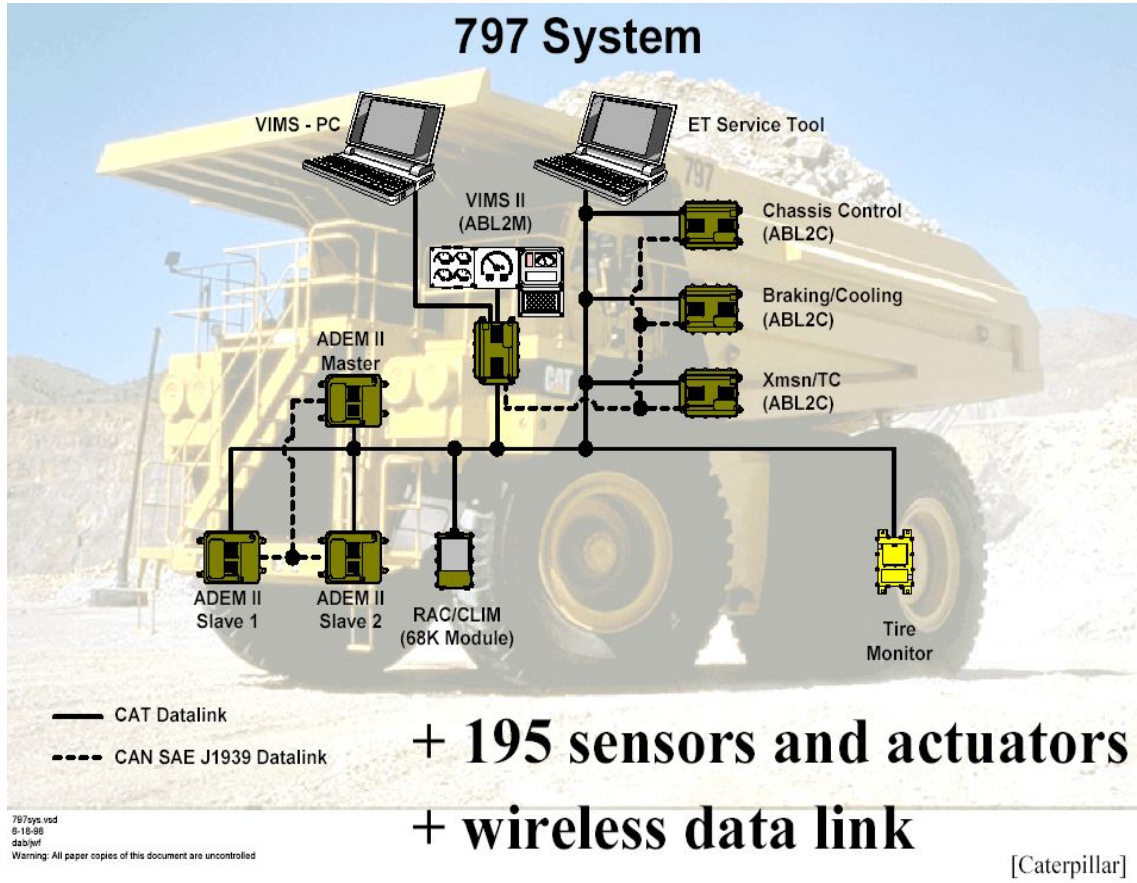 797 System
VIMS - PC
ET Service Tool
797
VIMS II
(ABL2M)
Chassis Control
(ABL2C)
Braking/Cooling
(ABL2C)
ADEM II
Master
CAT
Xmsn/TC
(ABL2C)
ADEM II
Slave 1
ADEM II
Slave 2
RAC/CLIM
(68K Module)
Tire
Monitor
CAT Datalink
CAN SAE J1939 Datalink
+ 195 sensors and actuators
+ wireless data link
797sys.vsd
6-18-98
dab/jwf
Warning: All paper copies of this document are uncontrolled
[Caterpillar]